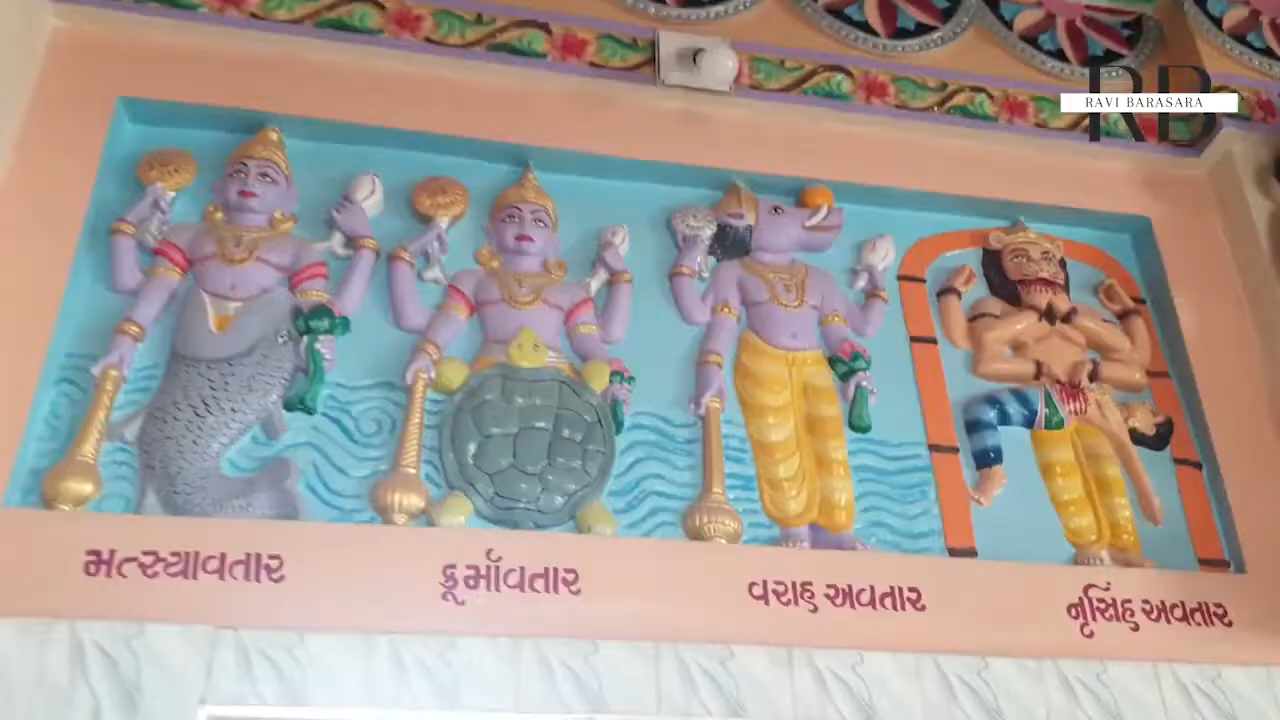 RB
RAVI BARASARA
મત્સ્યાવતાર
કૂર્માવતાર
વરાહ અવતાર
નૃસિંહ અવતાર